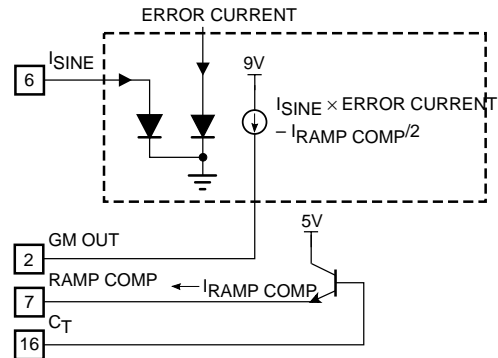 ERROR CURRENT
6
ISINE
9V
ISINE × ERROR CURRENT
– IRAMP COMP/2
GM OUT
2
5V
RAMP COMP
IRAMP COMP
7
CT
16